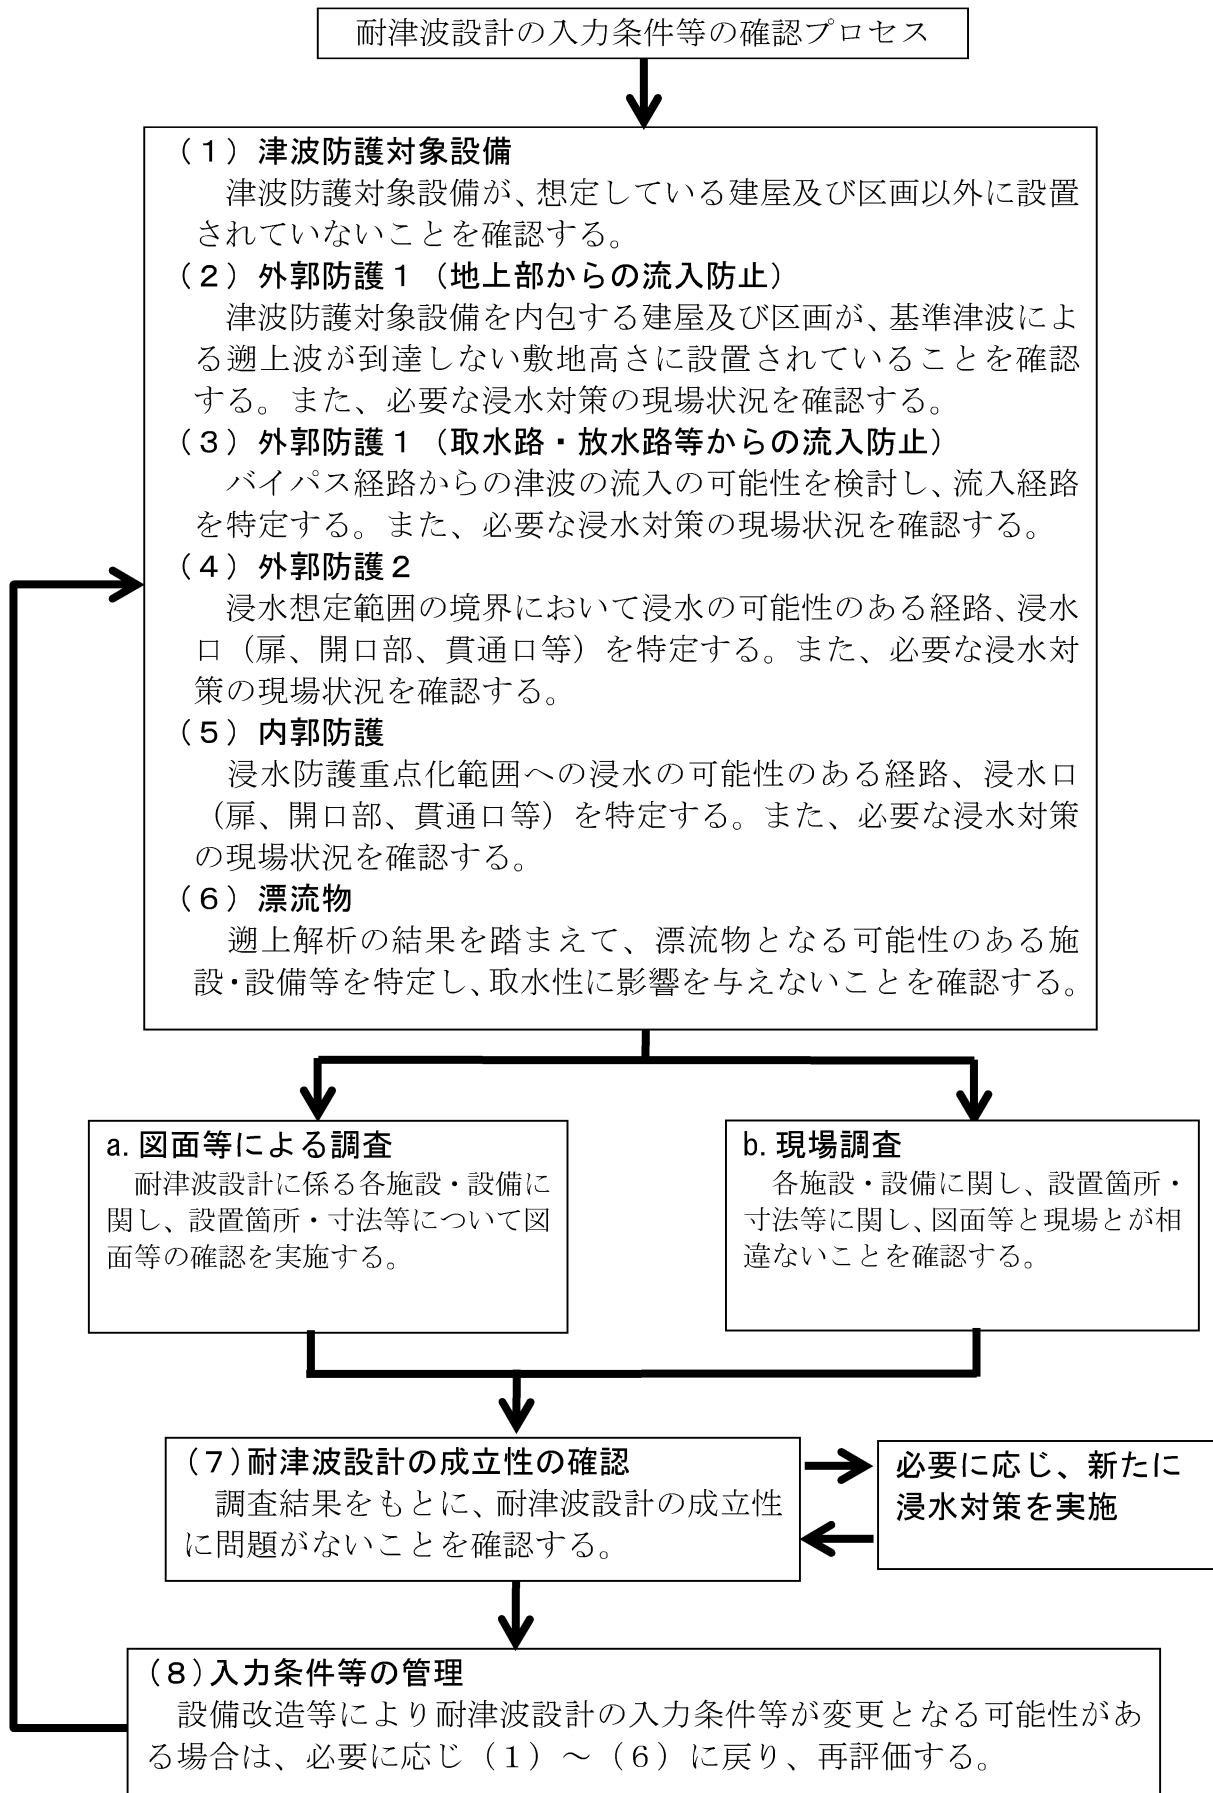 耐津波設計の入力条件等の確認プロセス
（１）津波防護対象設備
津波防護対象設備が、想定している建屋及び区画以外に設置
されていないことを確認する。
（２）外郭防護１（地上部からの流入防止）
津波防護対象設備を内包する建屋及び区画が、基準津波によ
る遡上波が到達しない敷地高さに設置されていることを確認
する。また、必要な浸水対策の現場状況を確認する。
（３）外郭防護１（取水路・放水路等からの流入防止）
バイパス経路からの津波の流入の可能性を検討し、流入経路
を特定する。また、必要な浸水対策の現場状況を確認する。
（４）外郭防護２
浸水想定範囲の境界において浸水の可能性のある経路、浸水
口（扉、開口部、貫通口等）を特定する。また、必要な浸水対
策の現場状況を確認する。
（５）内郭防護
浸水防護重点化範囲への浸水の可能性のある経路、浸水口
（扉、開口部、貫通口等）を特定する。また、必要な浸水対策
の現場状況を確認する。
（６）漂流物
遡上解析の結果を踏まえて、漂流物となる可能性のある施
設・設備等を特定し、取水性に影響を与えないことを確認する。
a. 図面等による調査
耐津波設計に係る各施設・設備に
関し、設置箇所・寸法等について図
面等の確認を実施する。
b. 現場調査
各施設・設備に関し、設置箇所・
寸法等に関し、図面等と現場とが相
違ないことを確認する。
（７）耐津波設計の成立性の確認
調査結果をもとに、耐津波設計の成立性
に問題がないことを確認する。
必要に応じ、新たに
浸水対策を実施
（８）入力条件等の管理
設備改造等により耐津波設計の入力条件等が変更となる可能性があ
る場合は、必要に応じ（１）～（６）に戻り、再評価する。